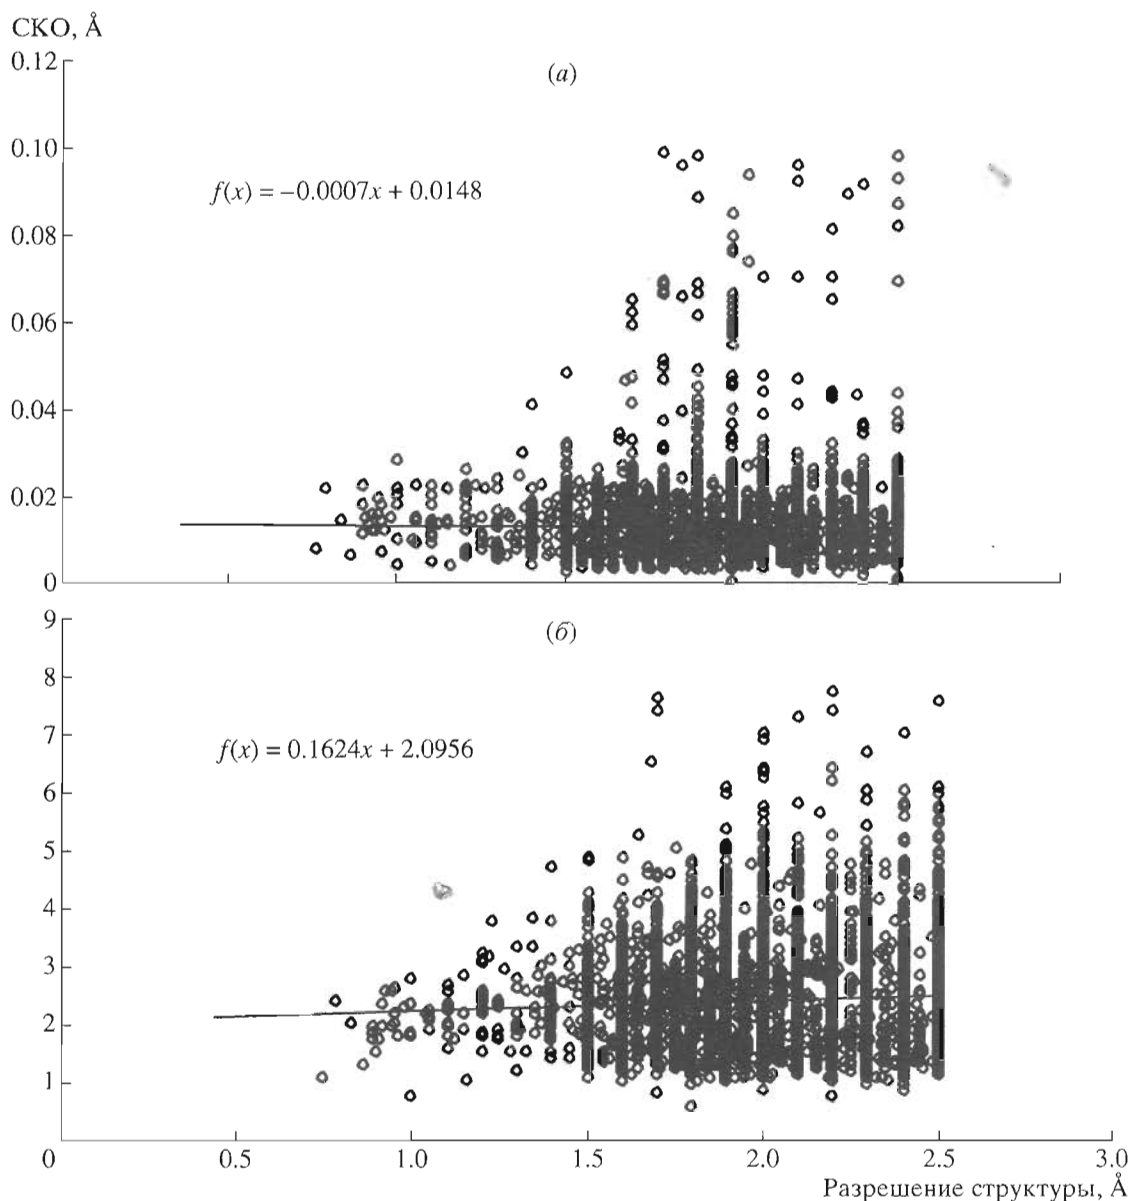 СКО, Å
0.12
(а)
0.10
f(x) = –0.0007x + 0.0148
0.08
0.06
0.04
0.02
0
9
(б)
8
7
f(x) = 0.1624x + 2.0956
6
5
4
3
2
1
0 0.5 1.0 1.5 2.0 2.5 3.0
Разрешение структуры, Å